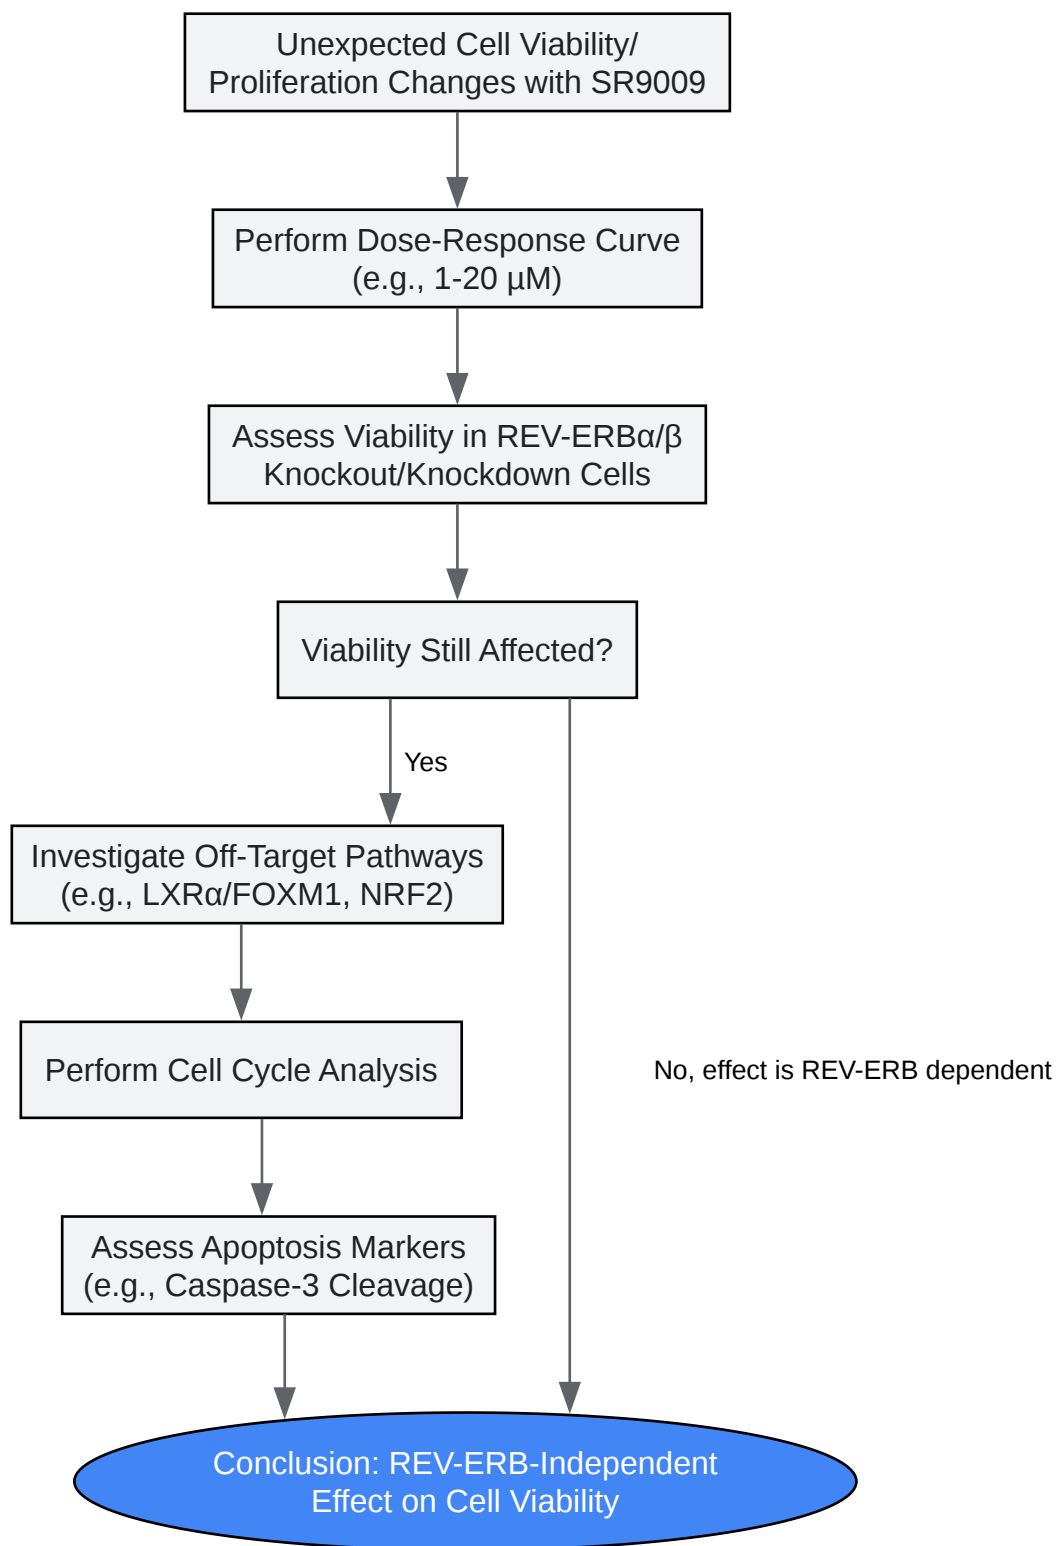 Unexpected Cell Viability/
Proliferation Changes with SR9009
Perform Dose-Response Curve
(e.g., 1-20 µM)
Assess Viability in REV-ERBα/β
Knockout/Knockdown Cells
Viability Still Affected?
Yes
Investigate Off-Target Pathways
(e.g., LXRα/FOXM1, NRF2)
Perform Cell Cycle Analysis
No, effect is REV-ERB dependent
Assess Apoptosis Markers
(e.g., Caspase-3 Cleavage)
Conclusion: REV-ERB-Independent
Effect on Cell Viability